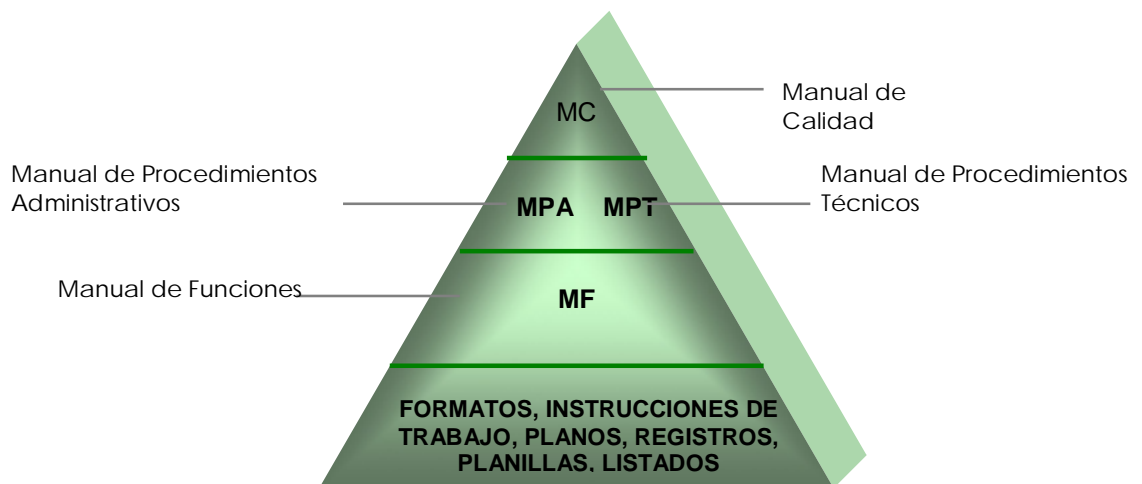 MC
Manual de
Calidad
Manual de Procedimientos
Administrativos
MPA MPT
Manual de Procedimientos
Técnicos
Manual de Funciones
MF
FORMATOS, INSTRUCCIONES DE
TRABAJO, PLANOS, REGISTROS,
PLANILLAS, LISTADOS